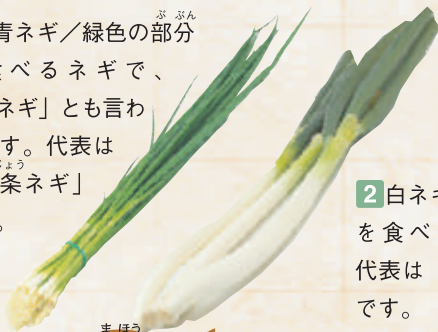 青ネギ／緑色の部分
べるネギで、
ネギ」とも言わ
す。代表は
条ネギ」
。
2 白ネギ
を食べ
代表は
です。